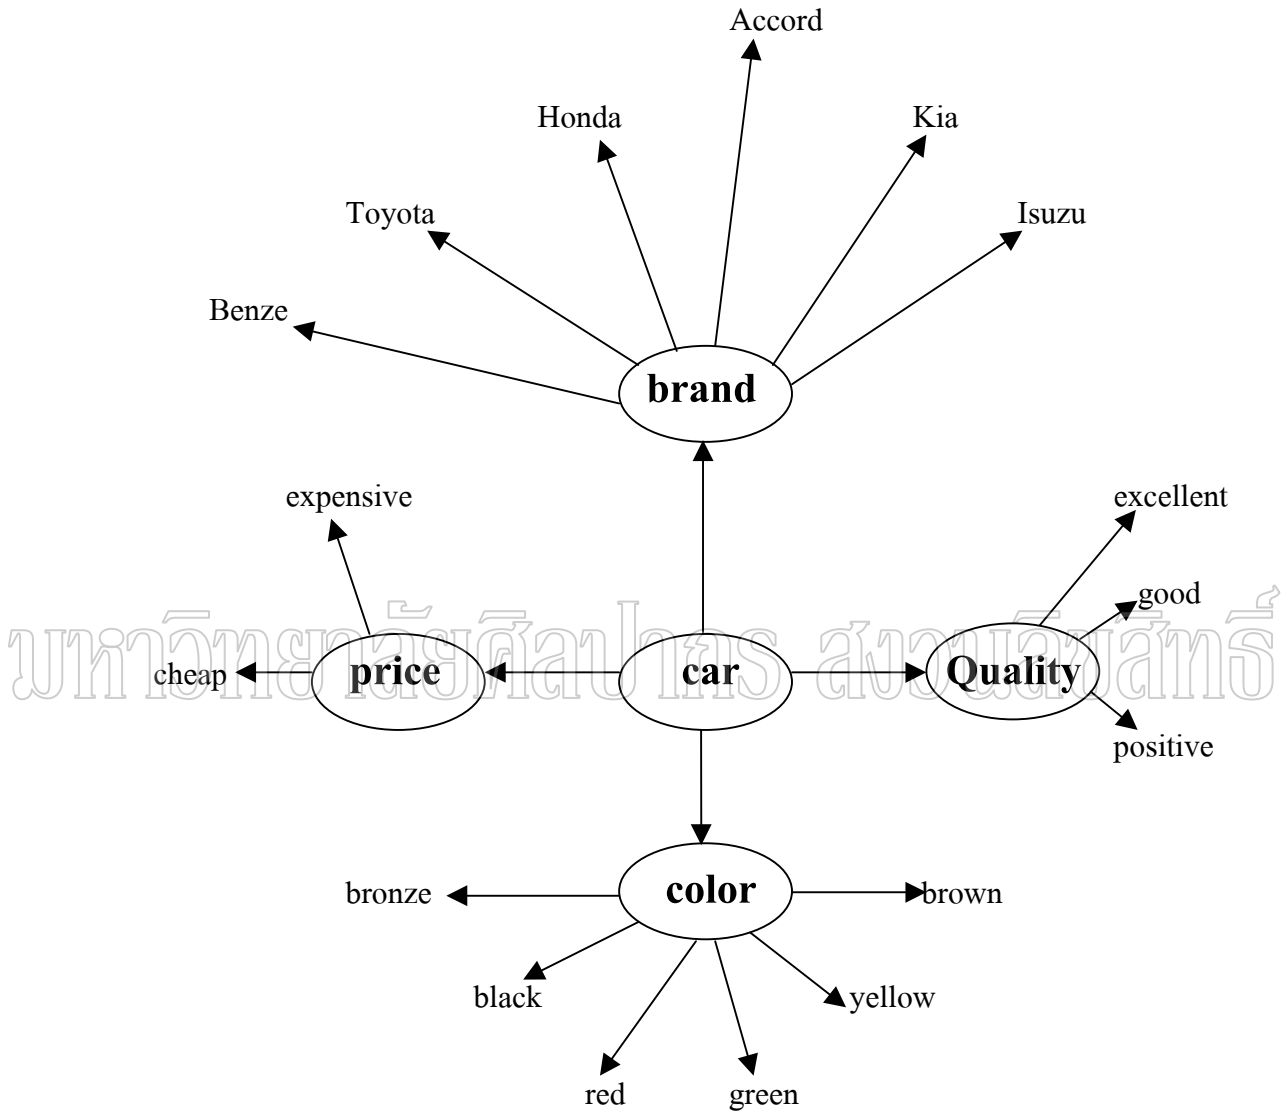 Accord
Honda
Kia
Toyota
Isuzu
Benze
brand
expensive
excellent
good
มหาวิทยาลัยศิลปากร สงวนลิขสิทธิ์
cheap
price
car
Quality
positive
bronze
color
brown
black
yellow
red
green